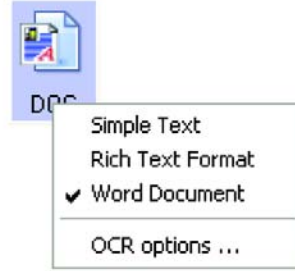 DOC
Simple Text
Rich Text Format
Word Document
OCR options ...